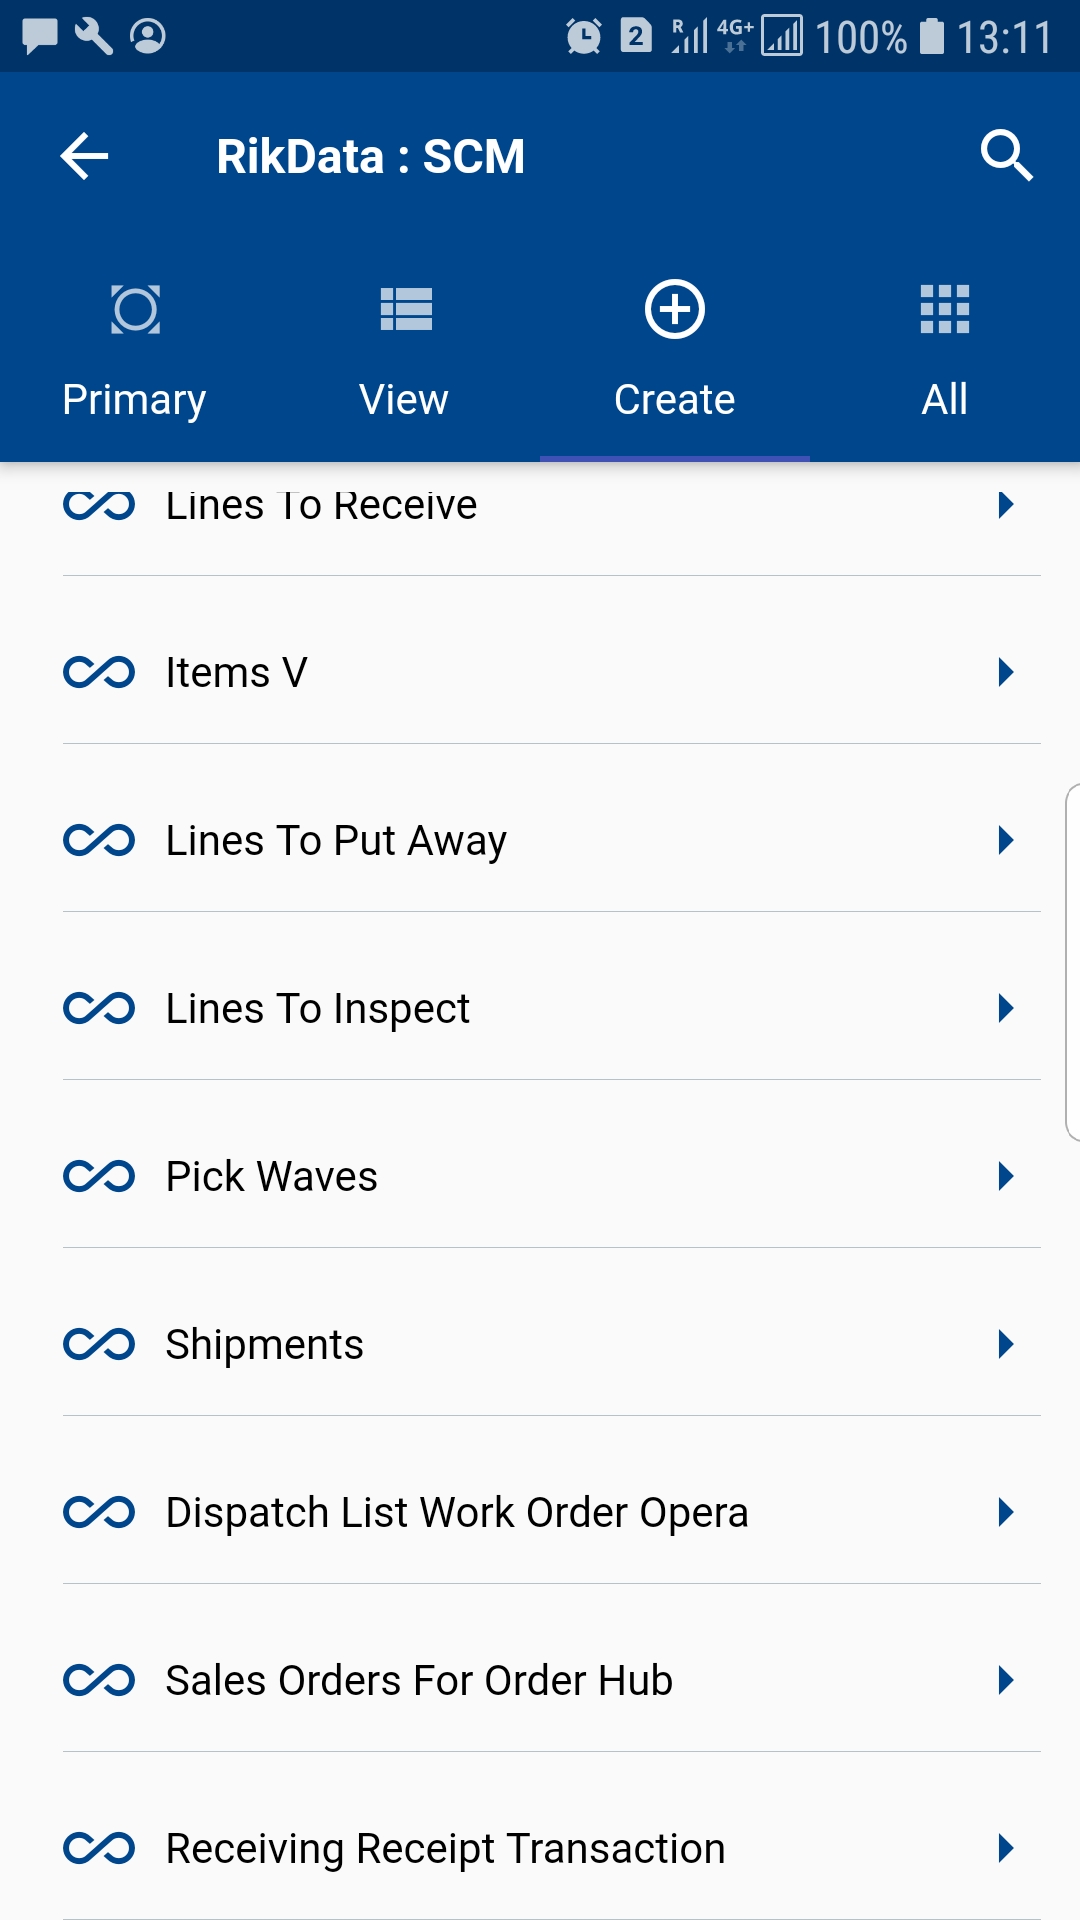 2 R 4G+ 100% 13:11
RikData : SCM
Primary View Create All
Lines To Receive
Items V
Lines To Put Away
Lines To Inspect
Pick Waves
Shipments
Dispatch List Work Order Opera
Sales Orders For Order Hub
Receiving Receipt Transaction